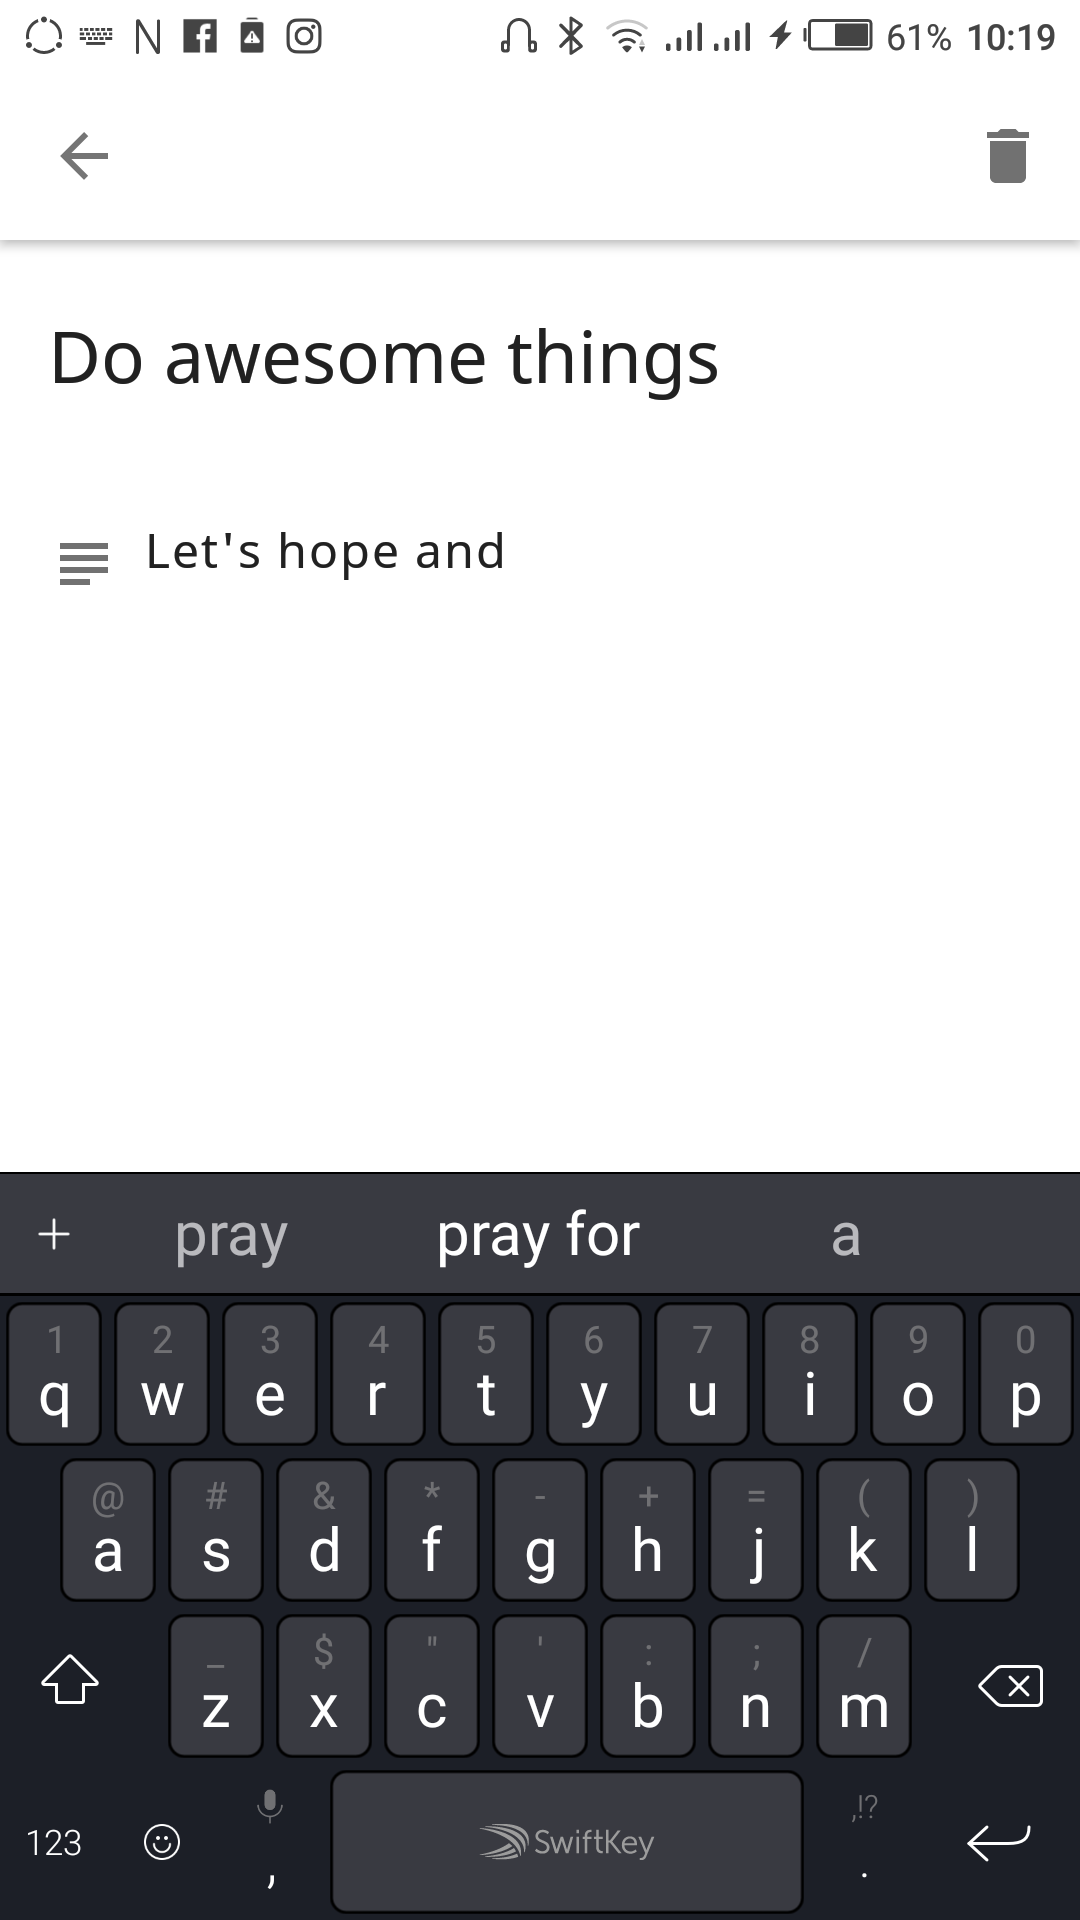 61% 10:19
Do awesome things
Let's hope and
pray pray for a
1 2 3 4 5 6 7 8 9 0
q w e r t y u i o p
@ # & * - + = ( )
a s d f g h j k l
_ $ " ' : ; /
z x c v b n m
,!?
123 , SwiftKey .